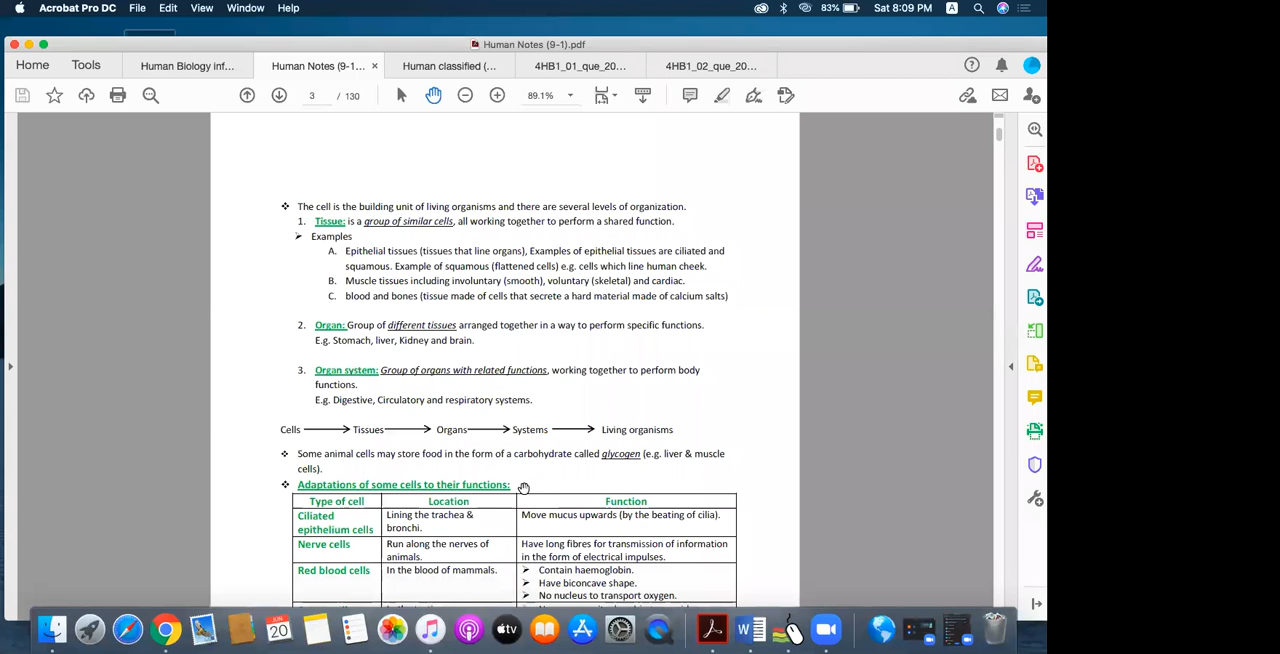 Acrobat Pro DC File Edit View Window Help 83% Sat 8:09 PM A
Human Notes (9-1).pdf
Home Tools Human Biology inf... Human Notes (9-1... × Human classified (... 4HB1_01_que_20... 4HB1_02_que_20...
3 / 130 89.1%
❖ The cell is the building unit of living organisms and there are several levels of organization.
1. Tissue: is a group of similar cells, all working together to perform a shared function.
➢ Examples
A. Epithelial tissues (tissues that line organs), Examples of epithelial tissues are ciliated and
squamous. Example of squamous (flattened cells) e.g. cells which line human cheek.
B. Muscle tissues including involuntary (smooth), voluntary (skeletal) and cardiac.
C. blood and bones (tissue made of cells that secrete a hard material made of calcium salts)
2. Organ: Group of different tissues arranged together in a way to perform specific functions.
E.g. Stomach, liver, Kidney and brain.
3. Organ system: Group of organs with related functions, working together to perform body
functions.
E.g. Digestive, Circulatory and respiratory systems.
Cells Tissues Organs Systems Living organisms
❖ Some animal cells may store food in the form of a carbohydrate called glycogen (e.g. liver & muscle
cells).
❖ Adaptations of some cells to their functions:
Type of cell Location Function
Ciliated Lining the trachea & Move mucus upwards (by the beating of cilia).
epithelium cells bronchi.
Nerve cells Run along the nerves of Have long fibres for transmission of information
animals. in the form of electrical impulses.
Red blood cells In the blood of mammals. ➢ Contain haemoglobin.
➢ Have biconcave shape.
➢ No nucleus to transport oxygen.
JUN
20
tv
W